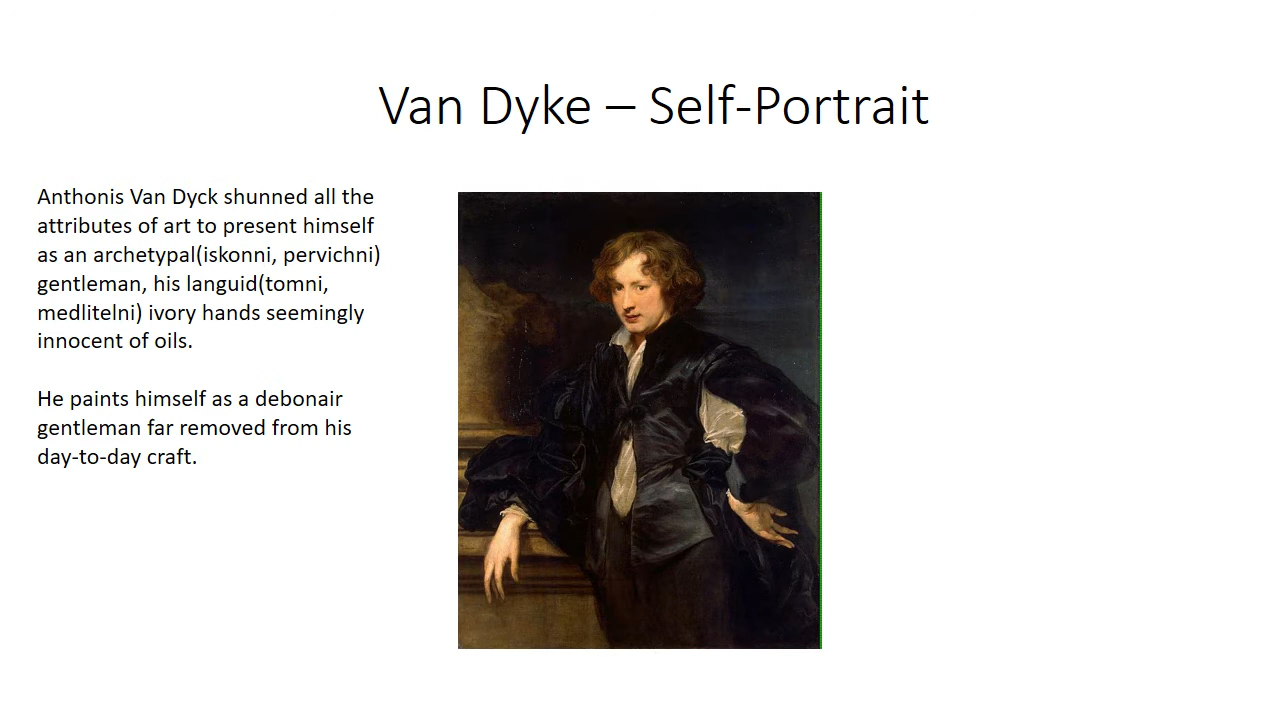 Van Dyke – Self-Portrait
Anthonis Van Dyck shunned all the
attributes of art to present himself
as an archetypal(iskonni, pervichni)
gentleman, his languid(tomni,
medlitelni) ivory hands seemingly
innocent of oils.
He paints himself as a debonair
gentleman far removed from his
day-to-day craft.